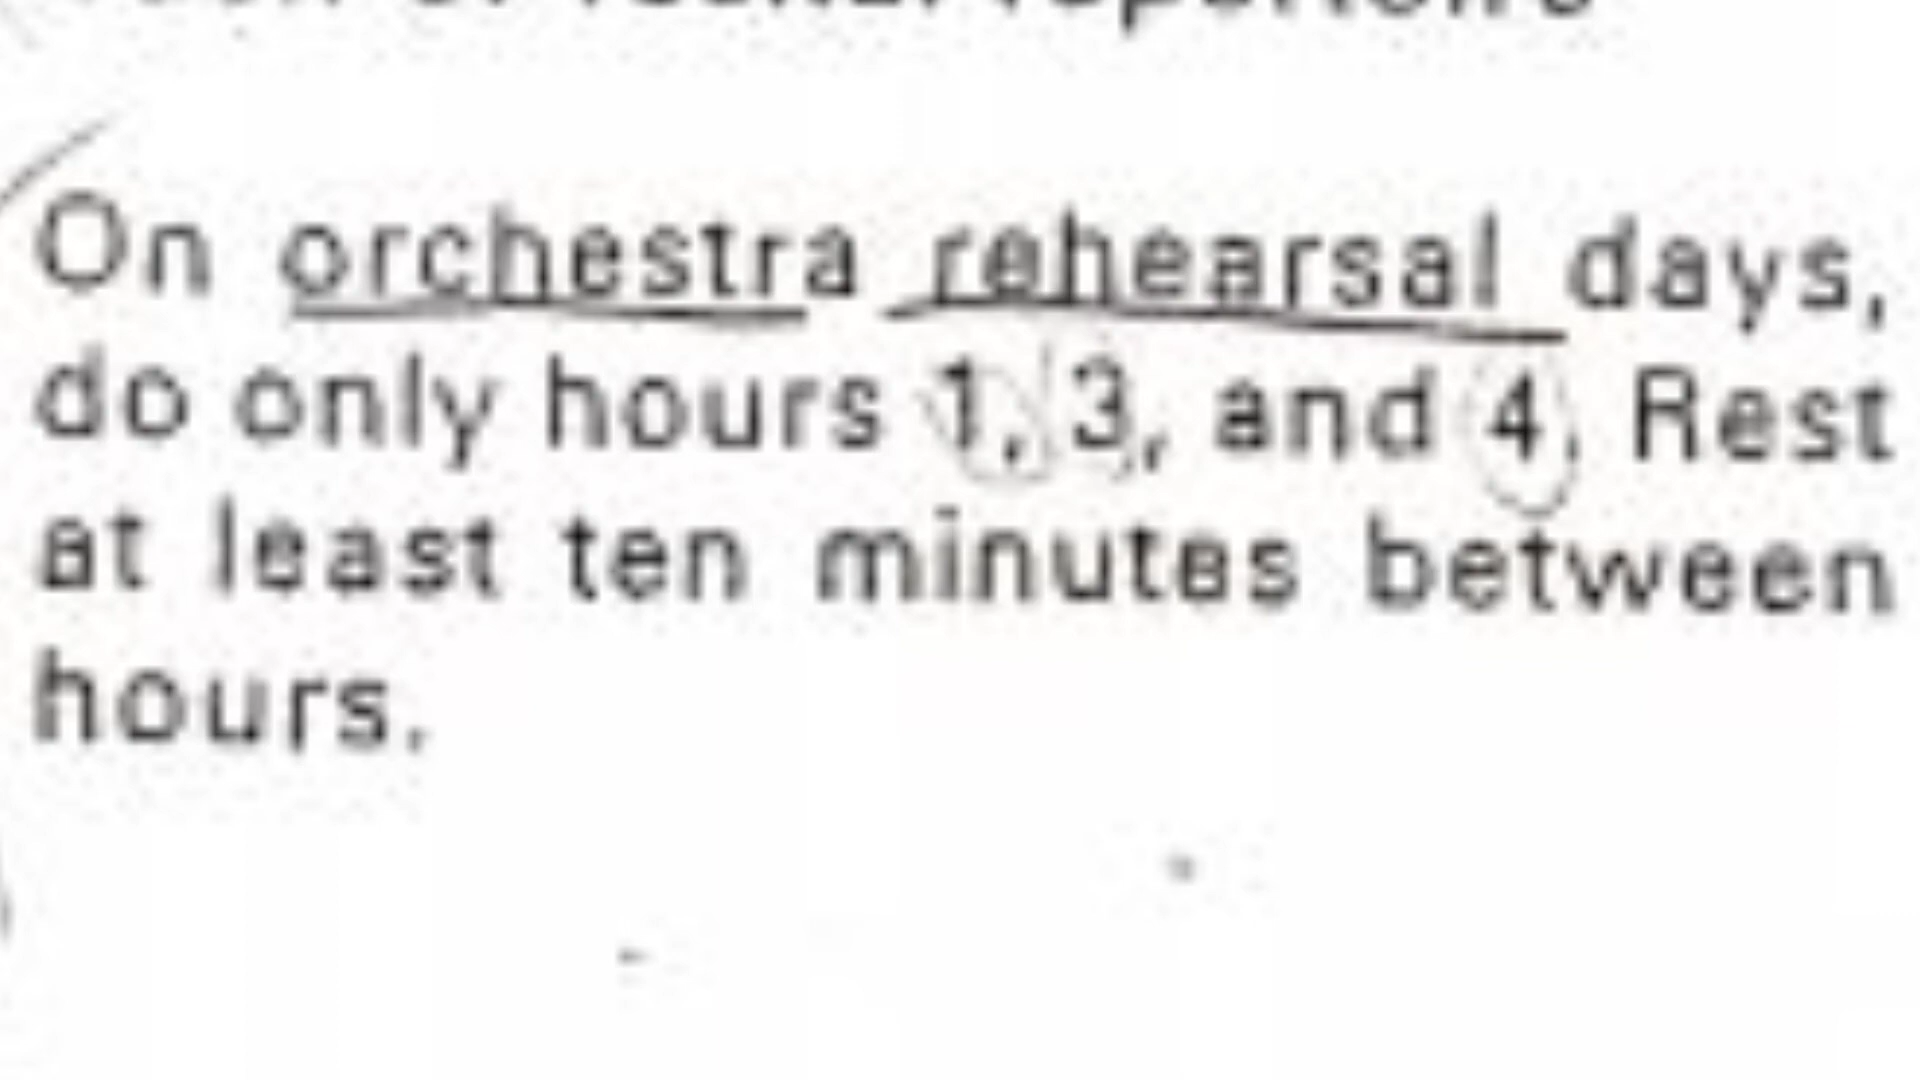 On orchestra rehearsal days,
do only hours 1, 3, and 4. Rest
at least ten minutes between
hours.